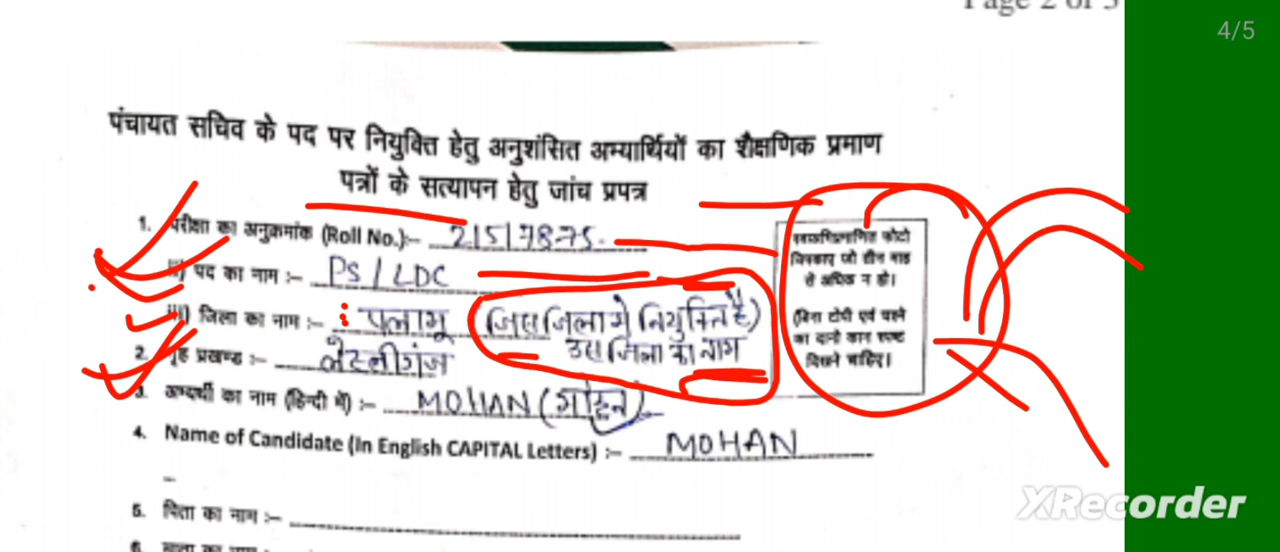 Page 2 of 3
4/5
पंचायत सचिव के पद पर नियुक्ति हेतु अनुशंसित अभ्यार्थियों का शैक्षणिक प्रमाण
पत्रों के सत्यापन हेतु जांच प्रपत्र
1. परीक्षा का अनुक्रमांक (Roll No.):- 21517875
ii) पद का नाम :- PS / LDC
iii) जिला का नाम :- पलामू (जिस जिला में नियुक्ति है)
उस जिला का नाम
2. गृह प्रखण्ड :- लेस्लीगंज
3. अभ्यर्थी का नाम (हिन्दी में) :- MOHAN (मोहन)
4. Name of Candidate (In English CAPITAL Letters) :- MOHAN
5. पिता का नाम :-
6.
स्वअभिप्रमाणित फोटो
चिपकाए जो तीन माह
से अधिक न हो।
(बिना टोपी एवं चश्मे
का दोनो कान स्पष्ट
दिखने चाहिए।
XRecorder